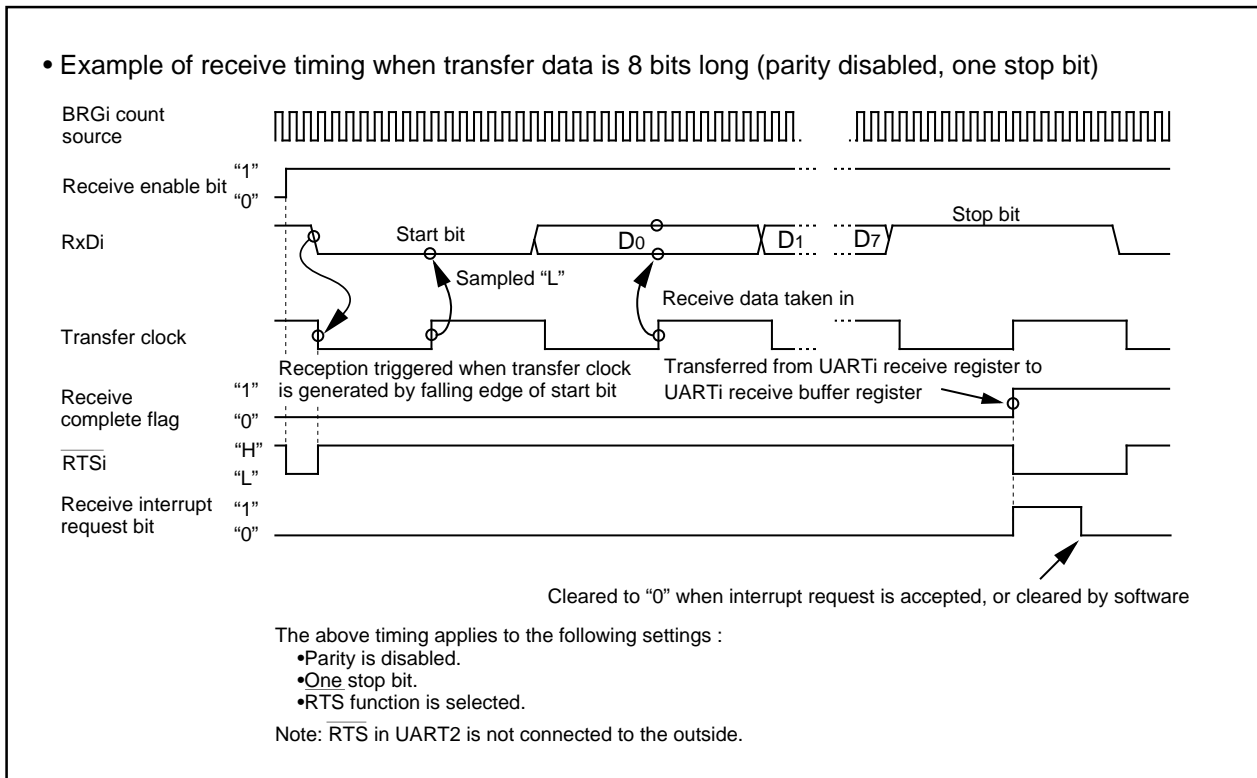 • Example of receive timing when transfer data is 8 bits long (parity disabled, one stop bit)
BRGi count
source
Receive enable bit
“1”
“0”
RxDi
Start bit
D0
D1
D7
Stop bit
Sampled “L”
Receive data taken in
Transfer clock
Reception triggered when transfer clock
is generated by falling edge of start bit
Transferred from UARTi receive register to
UARTi receive buffer register
Receive
complete flag
“1”
“0”
RTSi
“H”
“L”
Receive interrupt
request bit
“1”
“0”
Cleared to “0” when interrupt request is accepted, or cleared by software
The above timing applies to the following settings :
•Parity is disabled.
•One stop bit.
•RTS function is selected.
Note: RTS in UART2 is not connected to the outside.